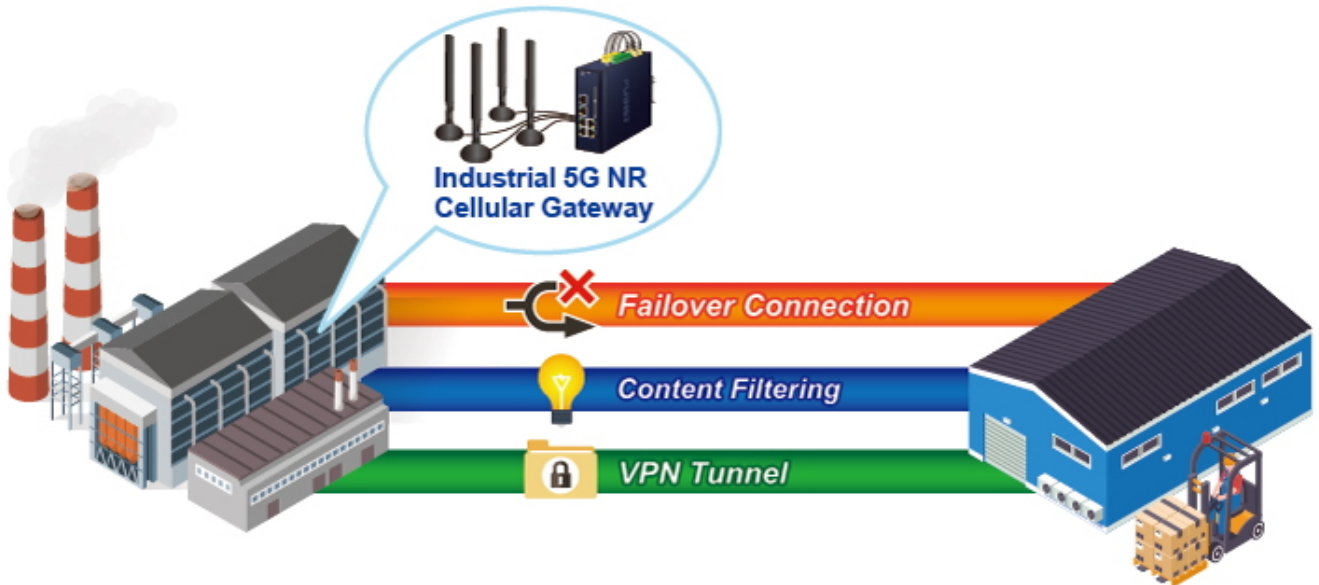 Industrial 5G NR
Cellular Gateway
Failover Connection
Content Filtering
VPN Tunnel